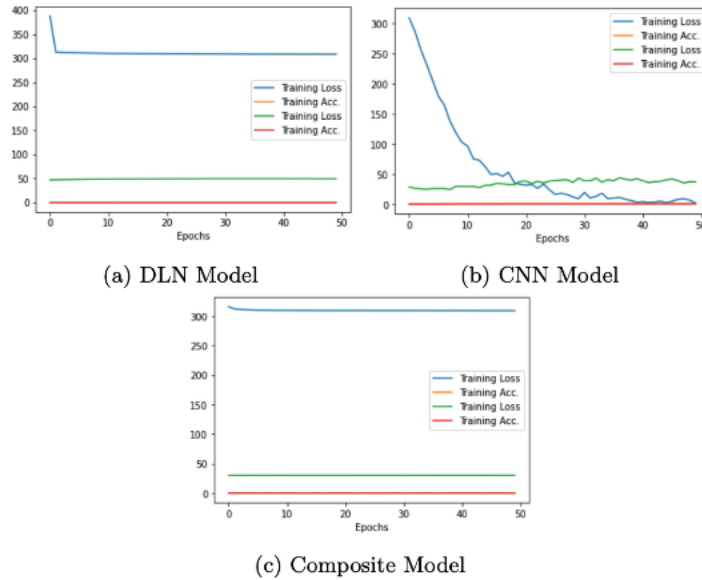 400
350
300
250
200
150
100
50
0
Training Loss
Training Acc.
Training Loss
Training Acc.
0 10 20 30 40 50
Epochs
(a) DLN Model
300
250
200
150
100
50
0
Training Loss
Training Acc.
Training Loss
Training Acc.
0 10 20 30 40 50
Epochs
(b) CNN Model
300
250
200
150
100
50
0
Training Loss
Training Acc.
Training Loss
Training Acc.
0 10 20 30 40 50
Epochs
(c) Composite Model